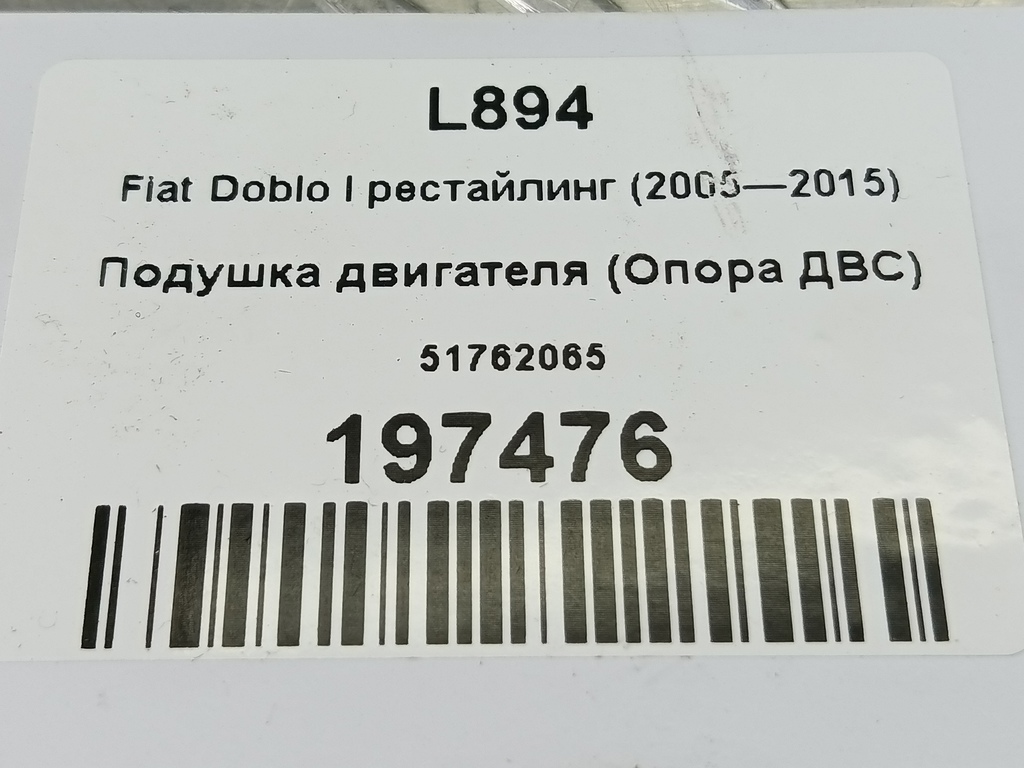 L894
Fiat Doblo I рестайлинг (2005—2015)
Подушка двигателя (Опора ДВС)
51762065
197476